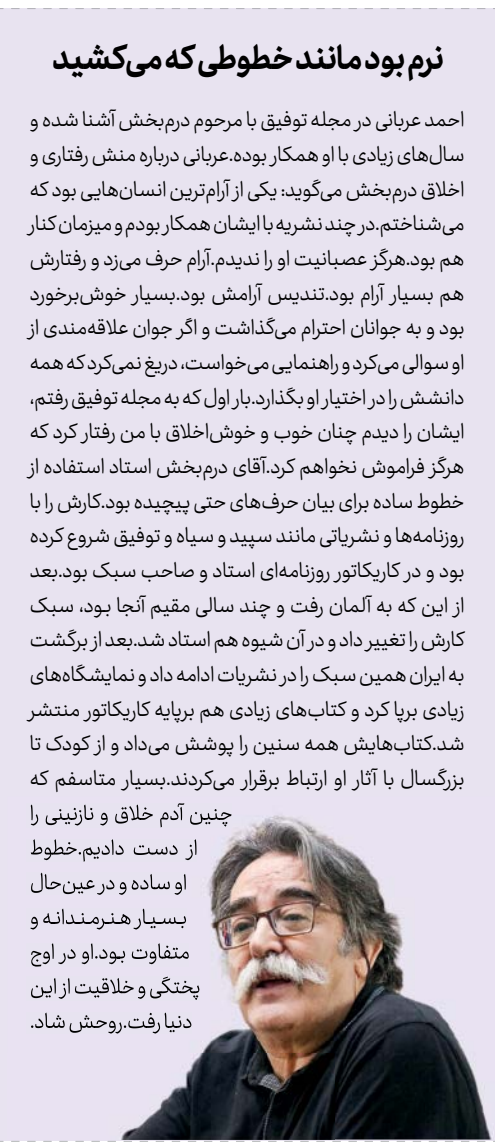 نرم بود مانند خطوطی که می‌کشید
احمد عربانی در مجله توفیق با مرحوم درم‌بخش آشنا شده و
سال‌های زیادی با او همکار بوده.عربانی درباره منش رفتاری و
اخلاق درم‌بخش می‌گوید: یکی از آرام‌ترین انسان‌هایی بود که
می‌شناختم.در چند نشریه با ایشان همکار بودم و میزمان کنار
هم بود.هرگز عصبانیت او را ندیدم.آرام حرف می‌زد و رفتارش
هم بسیار آرام بود.تندیس آرامش بود.بسیار خوش‌برخورد
بود و به جوانان احترام می‌گذاشت و اگر جوان علاقه‌مندی از
او سوالی می‌کرد و راهنمایی می‌خواست، دریغ نمی‌کرد که همه
دانشش را در اختیار او بگذارد.بار اول که به مجله توفیق رفتم،
ایشان را دیدم چنان خوب و خوش‌اخلاق با من رفتار کرد که
هرگز فراموش نخواهم کرد.آقای درم‌بخش استاد استفاده از
خطوط ساده برای بیان حرف‌های حتی پیچیده بود.کارش را با
روزنامه‌ها و نشریاتی مانند سپید و سیاه و توفیق شروع کرده
بود و در کاریکاتور روزنامه‌ای استاد و صاحب سبک بود.بعد
از این که به آلمان رفت و چند سالی مقیم آنجا بود، سبک
کارش را تغییر داد و در آن شیوه هم استاد شد.بعد از برگشت
به ایران همین سبک را در نشریات ادامه داد و نمایشگاه‌های
زیادی برپا کرد و کتاب‌های زیادی هم برپایه کاریکاتور منتشر
شد.کتاب‌هایش همه سنین را پوشش می‌داد و از کودک تا
بزرگسال با آثار او ارتباط برقرار می‌کردند.بسیار متاسفم که
چنین آدم خلاق و نازنینی را
از دست دادیم.خطوط
او ساده و در عین‌حال
بسیار هنرمندانه و
متفاوت بود.او در اوج
پختگی و خلاقیت از این
دنیا رفت.روحش شاد.